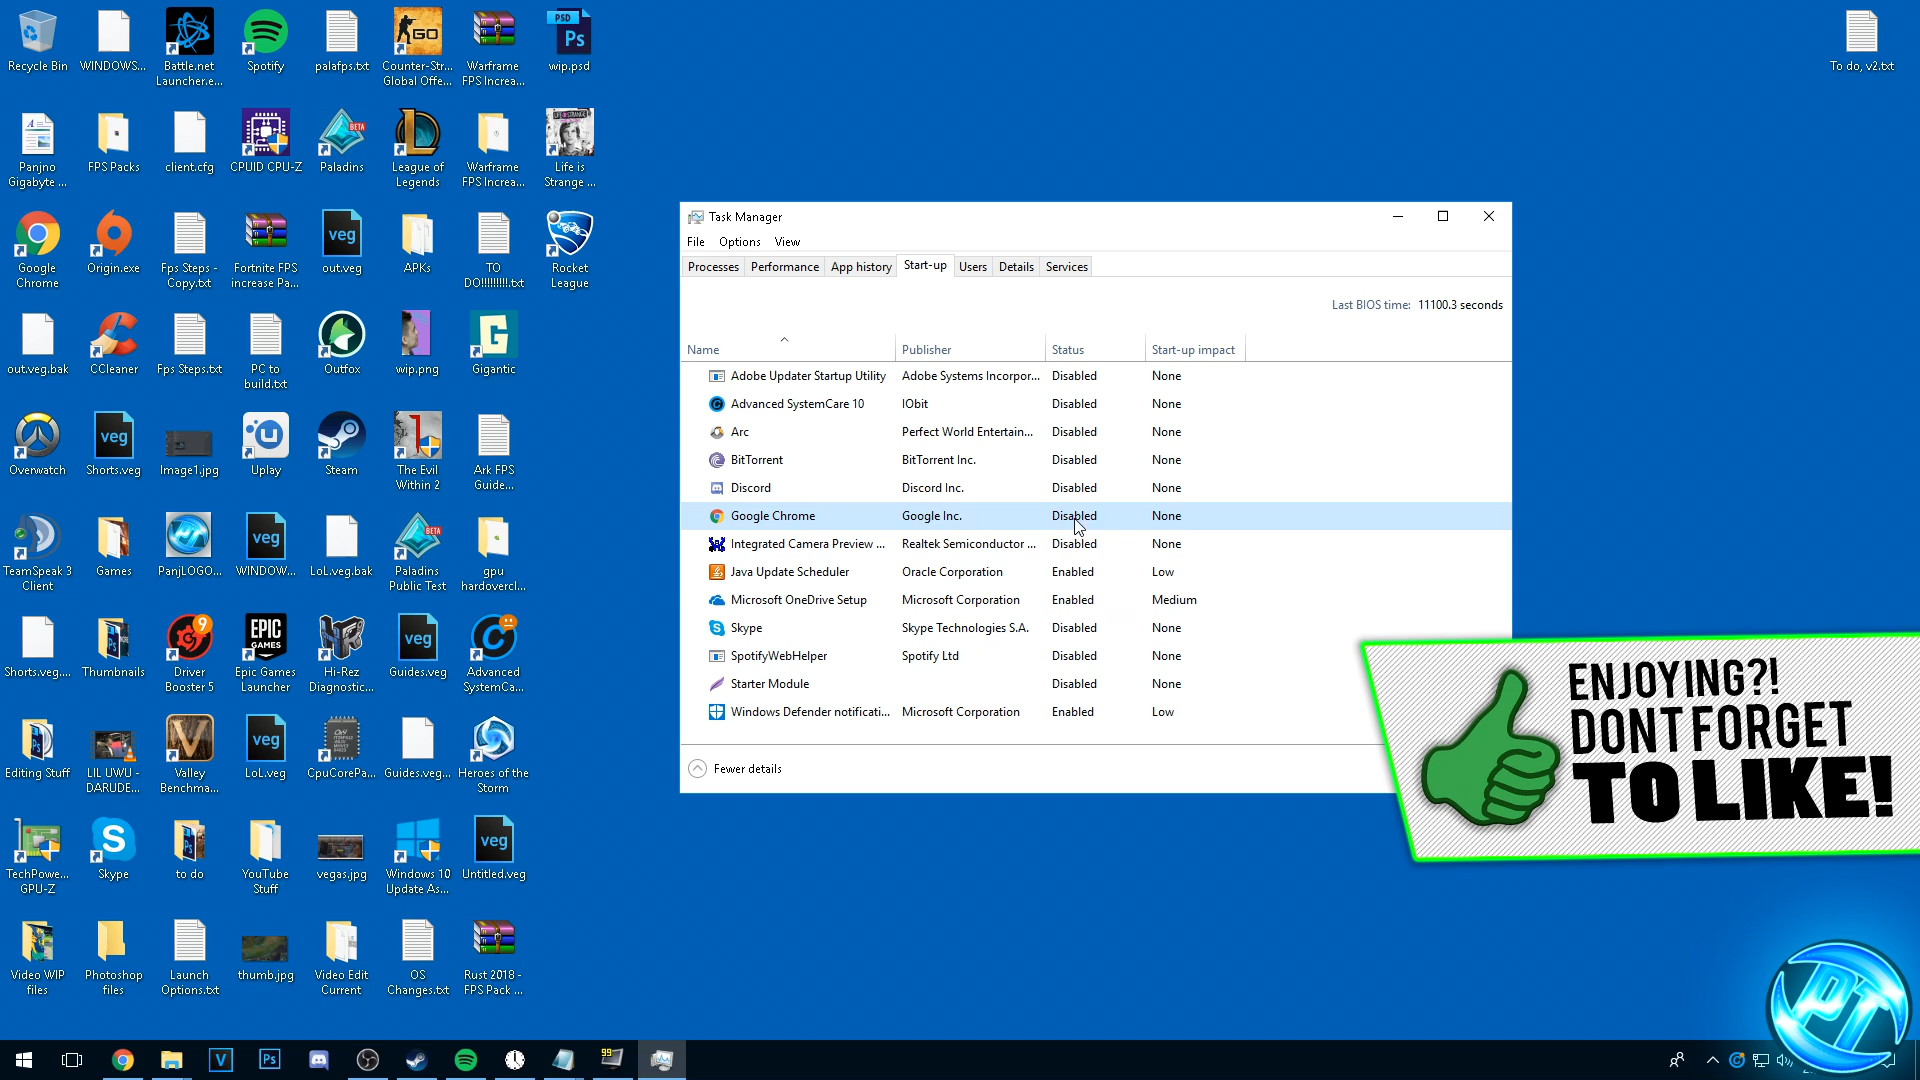 Recycle Bin
WINDOWS...
Battle.net
Launcher.e...
Spotify
palafps.txt
Counter-Str...
Global Offe...
Warframe
FPS Increa...
wip.psd
To do, v2.txt
Panjno
Gigabyte ...
FPS Packs
client.cfg
CPUID CPU-Z
Paladins
League of
Legends
Warframe
FPS Increa...
Life is
Strange ...
Google
Chrome
Origin.exe
Fps Steps -
Copy.txt
Fortnite FPS
increase Pa...
out.veg
APKs
TO
DO!!!!!!!!!.txt
Rocket
League
out.veg.bak
CCleaner
Fps Steps.txt
PC to
build.txt
Outfox
wip.png
Gigantic
Overwatch
Shorts.veg
Image1.jpg
Uplay
Steam
The Evil
Within 2
Ark FPS
Guide...
TeamSpeak 3
Client
Games
PanjLOGO...
WINDOW...
LoL.veg.bak
Paladins
Public Test
gpu
hardovercl...
Shorts.veg....
Thumbnails
Driver
Booster 5
Epic Games
Launcher
Hi-Rez
Diagnostic...
Guides.veg
Advanced
SystemCa...
Editing Stuff
LIL UWU -
DARUDE...
Valley
Benchma...
LoL.veg
CpuCorePa...
Guides.veg...
Heroes of the
Storm
TechPowe...
GPU-Z
Skype
to do
YouTube
Stuff
vegas.jpg
Windows 10
Update As...
Untitled.veg
Video WIP
files
Photoshop
files
Launch
Options.txt
thumb.jpg
Video Edit
Current
OS
Changes.txt
Rust 2018 -
FPS Pack ...
Task Manager
File Options View
Processes Performance App history Start-up Users Details Services
Last BIOS time: 11100.3 seconds
Name Publisher Status Start-up impact
Adobe Updater Startup Utility Adobe Systems Incorpor... Disabled None
Advanced SystemCare 10 IObit Disabled None
Arc Perfect World Entertain... Disabled None
BitTorrent BitTorrent Inc. Disabled None
Discord Discord Inc. Disabled None
Google Chrome Google Inc. Disabled None
Integrated Camera Preview ... Realtek Semiconductor ... Disabled None
Java Update Scheduler Oracle Corporation Enabled Low
Microsoft OneDrive Setup Microsoft Corporation Enabled Medium
Skype Skype Technologies S.A. Disabled None
SpotifyWebHelper Spotify Ltd Disabled None
Starter Module Disabled None
Windows Defender notificati... Microsoft Corporation Enabled Low
Fewer details
ENJOYING?!
DONT FORGET
TO LIKE!
PT
99